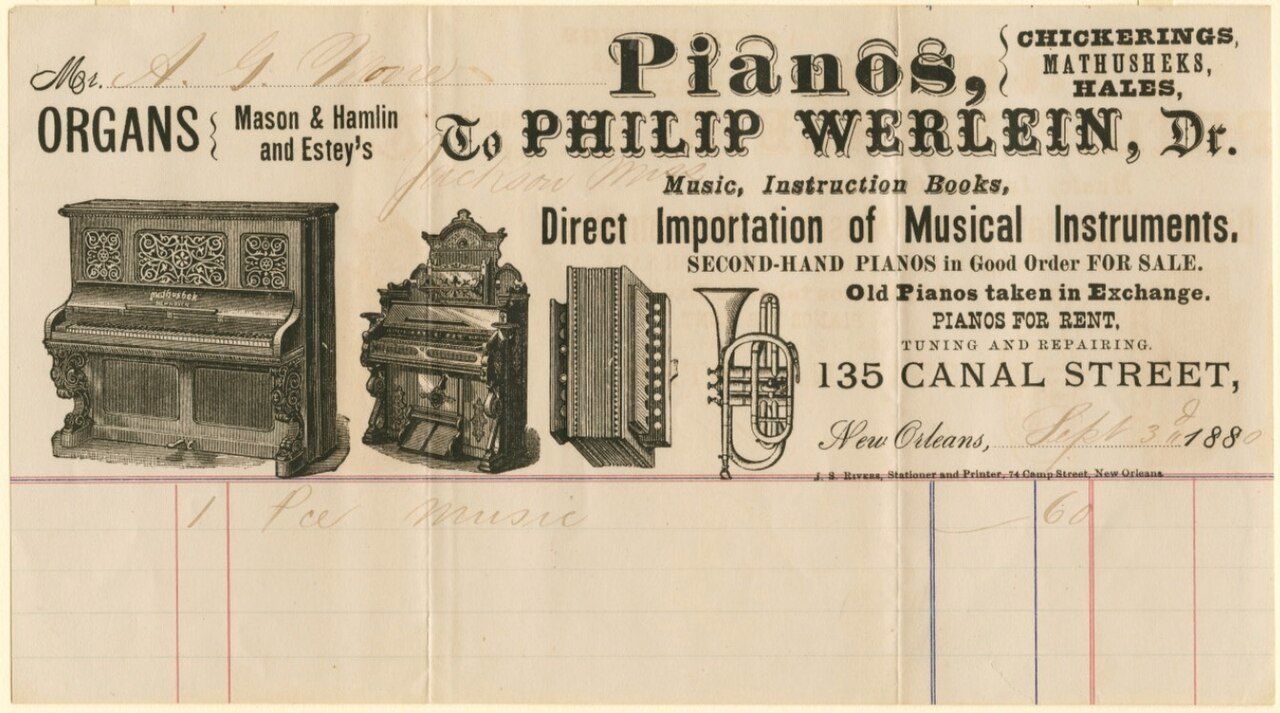 Mr. A. G. Moore
Pianos, { CHICKERINGS,
MATHUSHEKS,
HALES,
ORGANS { Mason & Hamlin
and Estey's
To PHILIP WERLEIN, Dr.
Jackson Miss
Music, Instruction Books,
Direct Importation of Musical Instruments.
SECOND-HAND PIANOS in Good Order FOR SALE.
Old Pianos taken in Exchange.
PIANOS FOR RENT,
TUNING AND REPAIRING.
135 CANAL STREET,
New Orleans, Sept 3d 1880
J. S. RIVERS, Stationer and Printer, 74 Camp Street, New Orleans
mathushek
1 Pce music 60